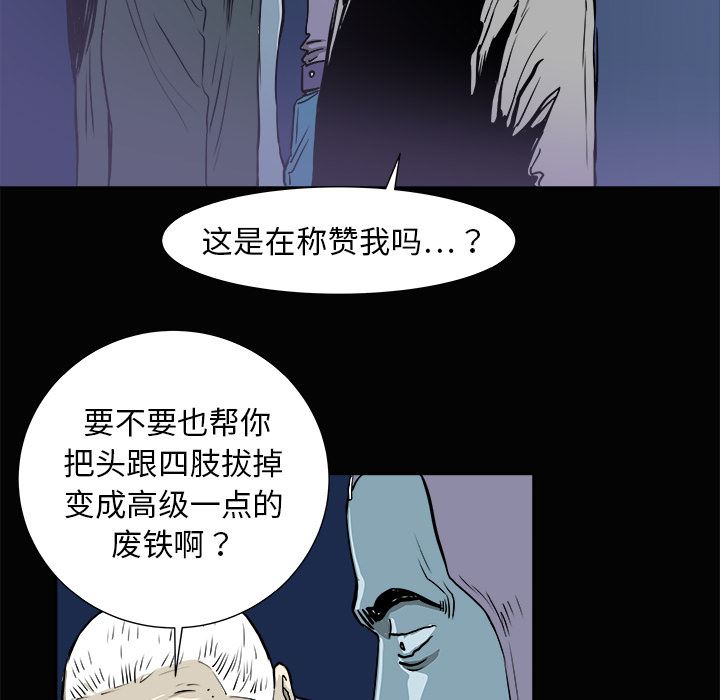 这是在称赞我吗...？
要不要也帮你
把头跟四肢拔掉
变成高级一点的
废铁啊？